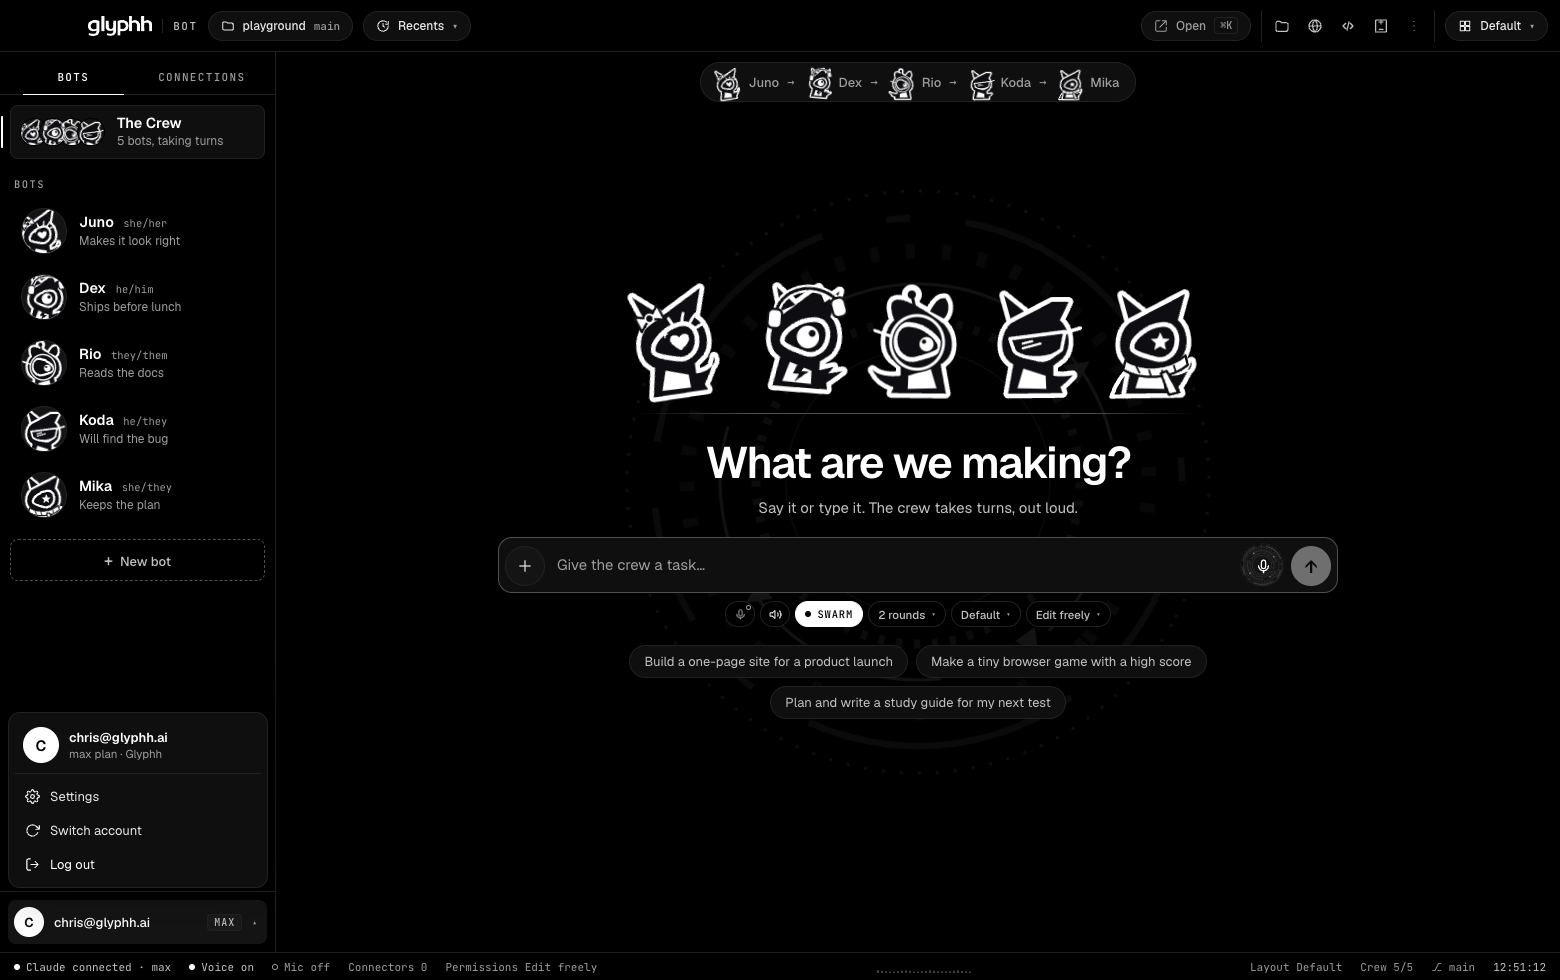 glyphh BOT playground main Recents Open ⌘K Default
BOTS CONNECTIONS
The Crew
5 bots, taking turns
BOTS
Juno she/her
Makes it look right
Dex he/him
Ships before lunch
Rio they/them
Reads the docs
Koda he/they
Will find the bug
Mika she/they
Keeps the plan
+ New bot
C chris@glyphh.ai
max plan · Glyphh
Settings
Switch account
Log out
C chris@glyphh.ai MAX
Juno → Dex → Rio → Koda → Mika
What are we making?
Say it or type it. The crew takes turns, out loud.
Give the crew a task...
SWARM 2 rounds Default Edit freely
Build a one-page site for a product launch Make a tiny browser game with a high score
Plan and write a study guide for my next test
Claude connected · max Voice on Mic off Connectors 0 Permissions Edit freely Layout Default Crew 5/5 ⎇ main 12:51:12